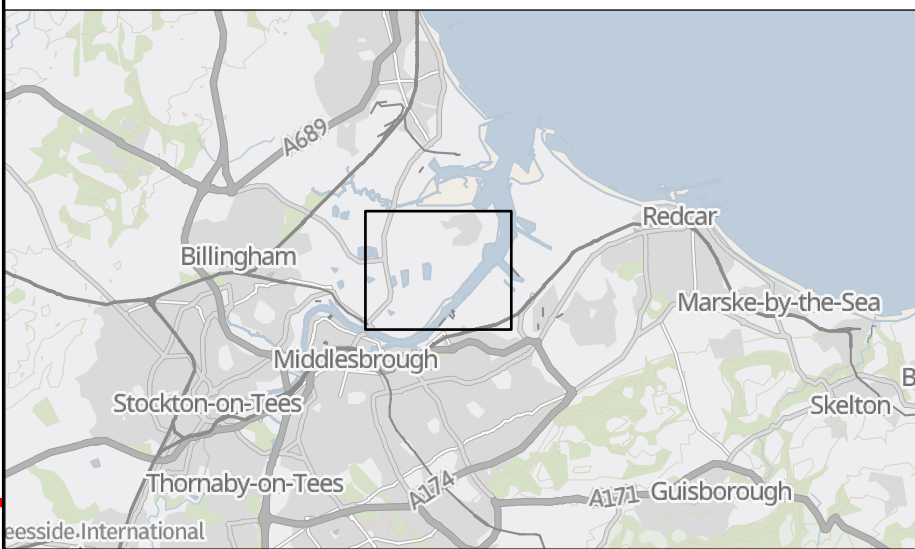 A689
Redcar
Billingham
Marske-by-the-Sea
Middlesbrough
B
Skelton
Stockton-on-Tees
A174
Thornaby-on-Tees
A171
Guisborough
eesside International